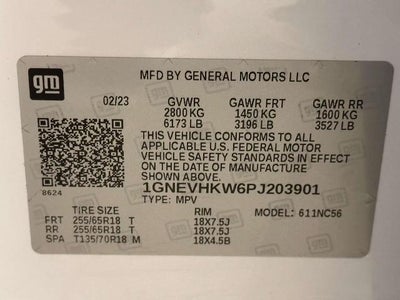 gm
MFD BY GENERAL MOTORS LLC
02/23 GVWR GAWR FRT GAWR RR
2800 KG 1450 KG 1600 KG
6173 LB 3196 LB 3527 LB
THIS VEHICLE CONFORMS TO ALL
APPLICABLE U.S. FEDERAL MOTOR
VEHICLE SAFETY STANDARDS IN EFFECT
ON THE DATE OF MANUFACTURE
SHOWN ABOVE.
8624 1GNEVHKW6PJ203901
TYPE: MPV
TIRE SIZE RIM MODEL: 611NC56
FRT 255/65R18 T 18X7.5J
RR 255/65R18 T 18X7.5J
SPA T135/70R18 M 18X4.5B